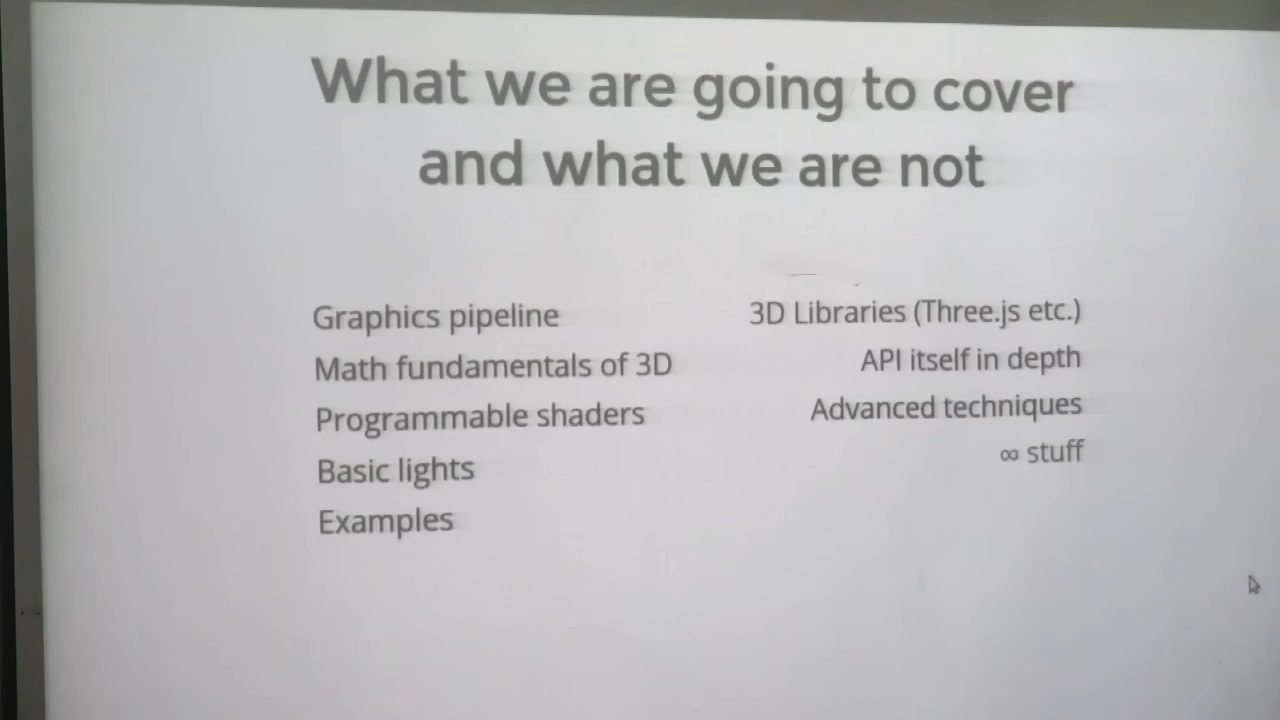 What we are going to cover
and what we are not
Graphics pipeline
Math fundamentals of 3D
Programmable shaders
Basic lights
Examples
3D Libraries (Three.js etc.)
API itself in depth
Advanced techniques
∞ stuff